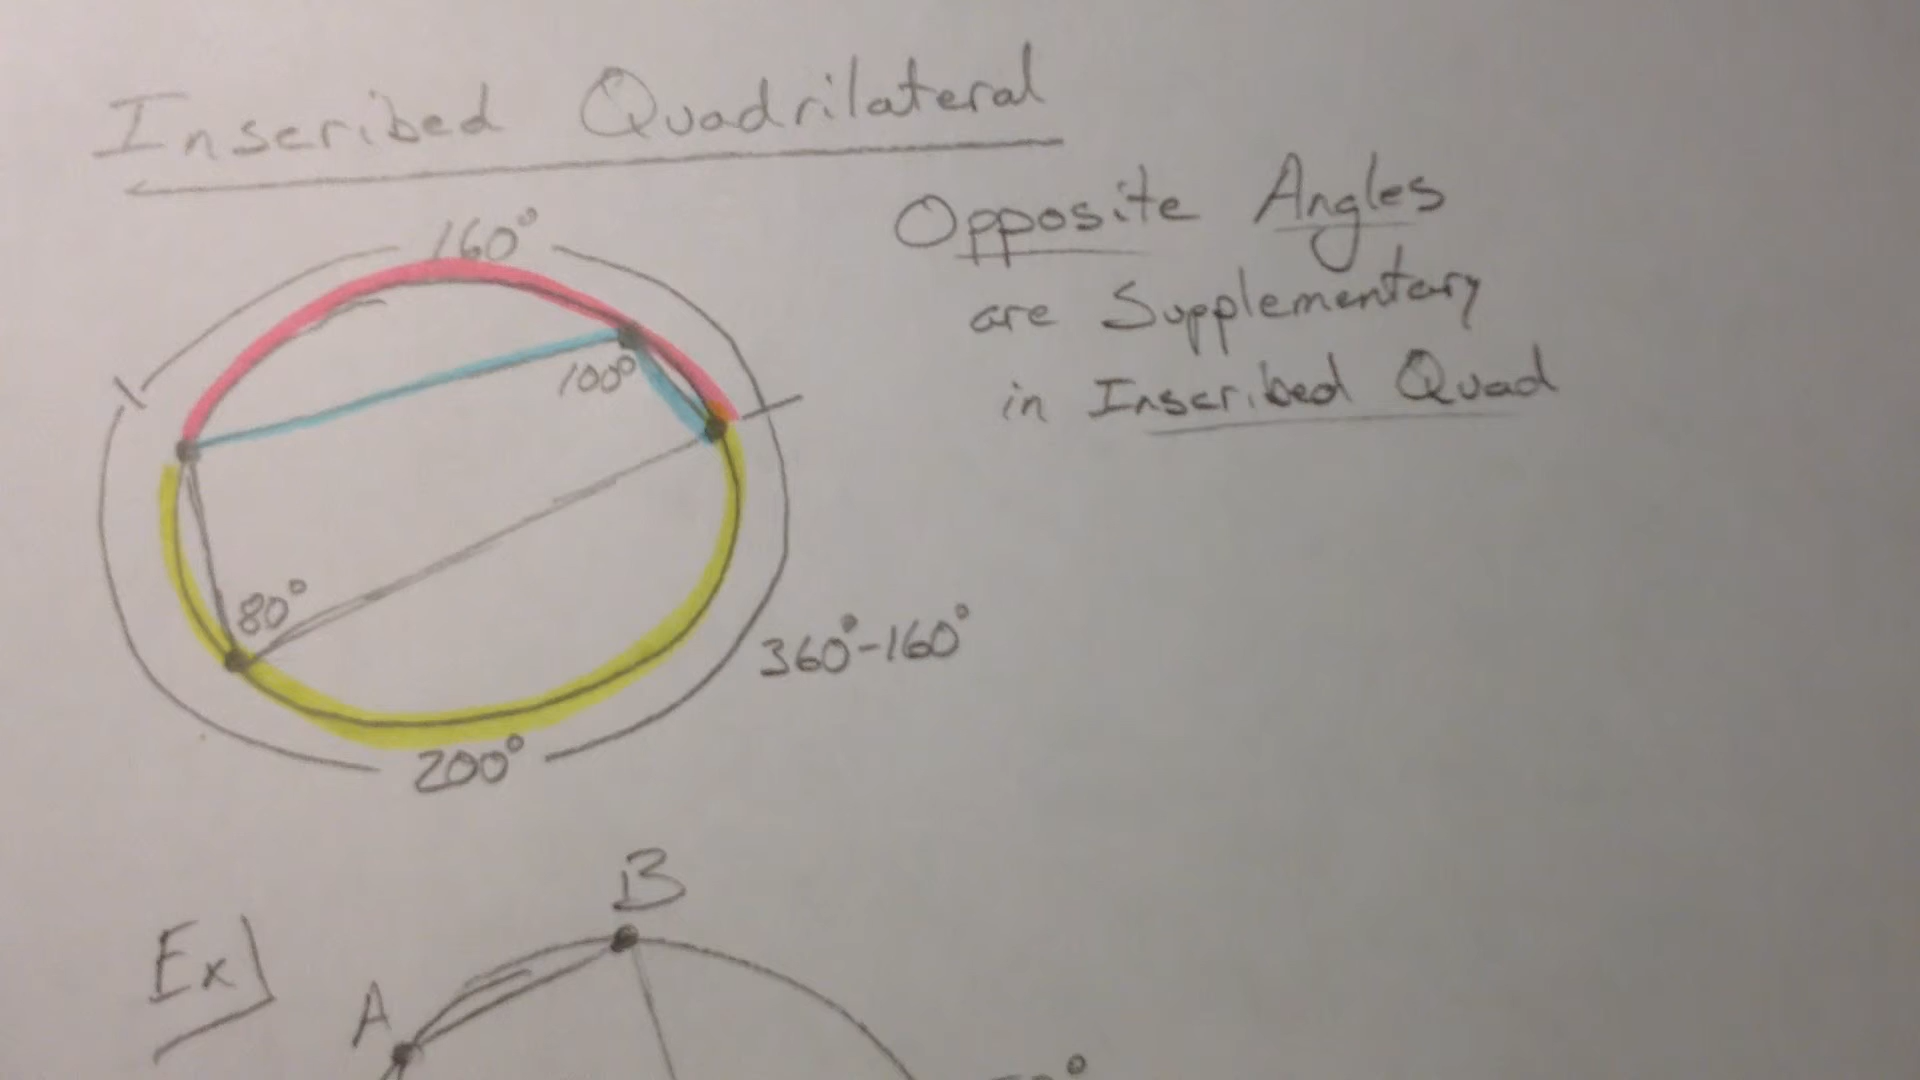 Inscribed Quadrilateral
Opposite Angles
are Supplementary
in Inscribed Quad
160°
100°
80°
360°-160°
200°
B
Ex)
A